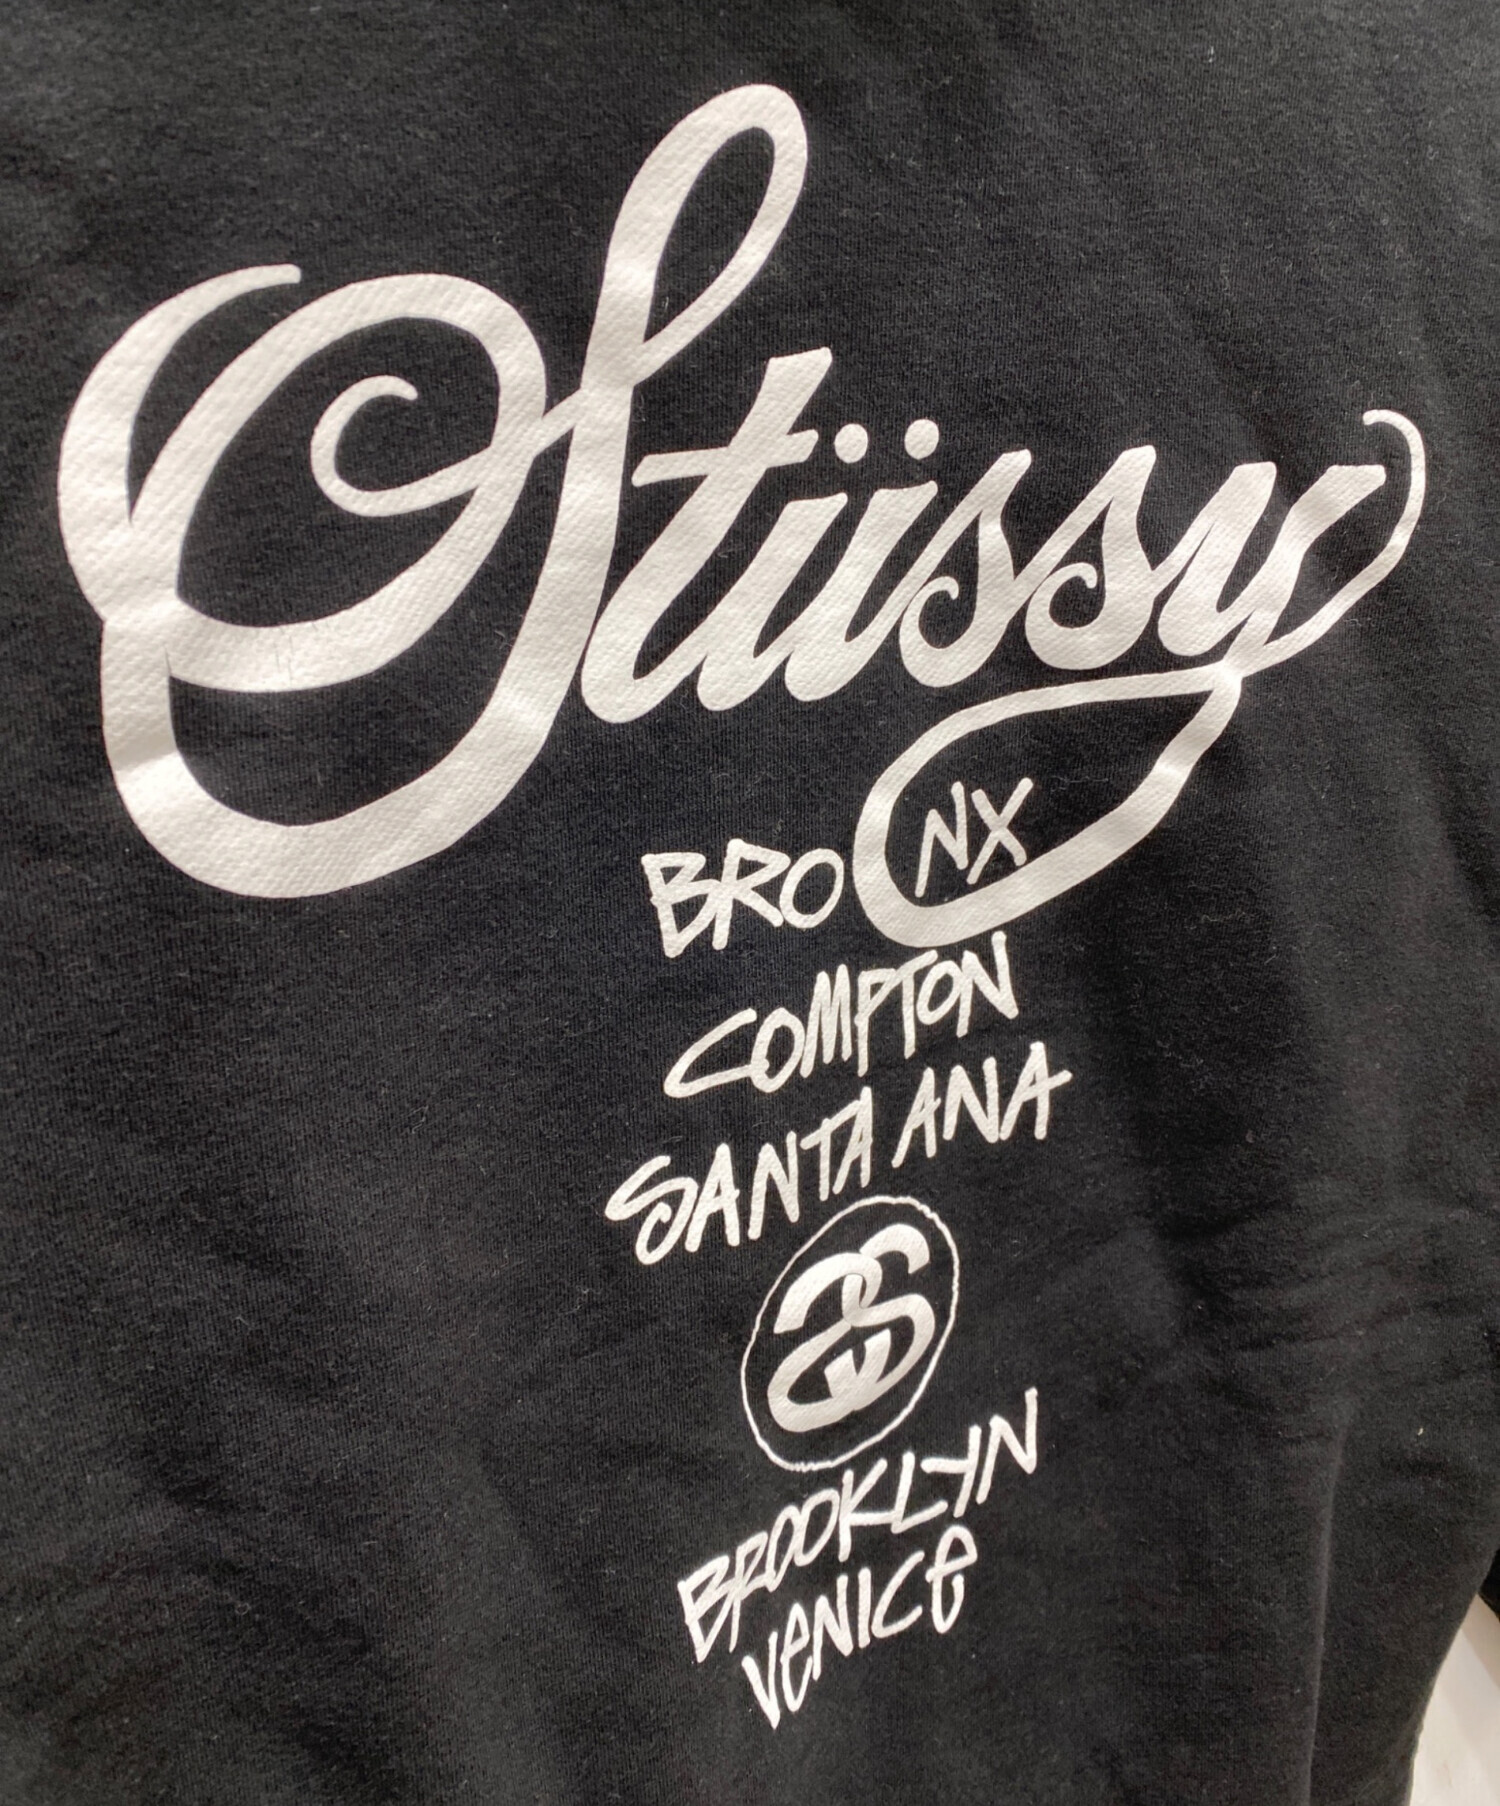 Stüssy
BRONX
COMPTON
SANTA ANA
SS
BROOKLYN
VENICE